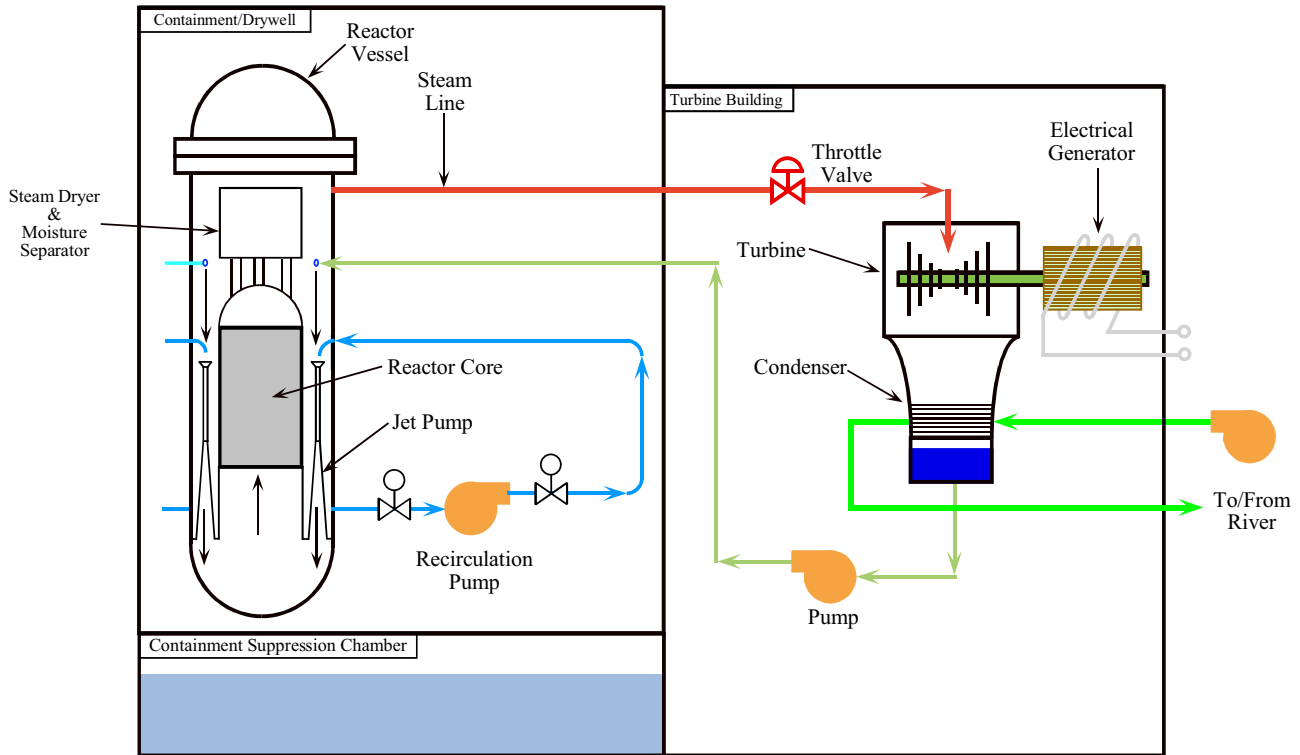 Containment/Drywell
Reactor
Vessel
Steam
Line
Turbine Building
Electrical
Generator
Throttle
Valve
Steam Dryer
&
Moisture
Separator
Turbine
Condenser
Reactor Core
Jet Pump
To/From
River
Recirculation
Pump
Pump
Containment Suppression Chamber